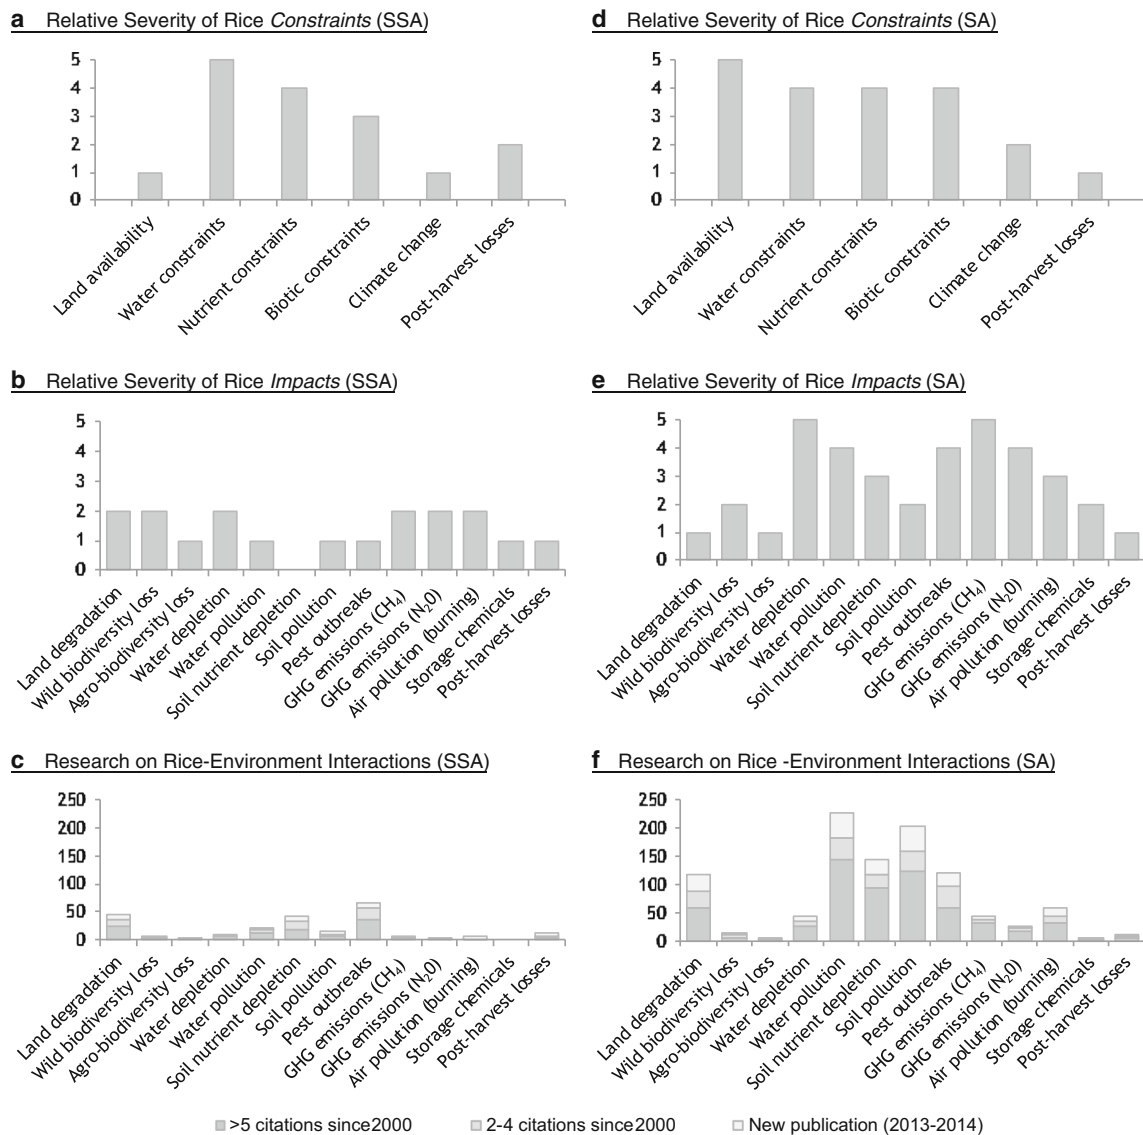 a Relative Severity of Rice Constraints (SSA)
5
4
3
2
1
0
Land availability
Water constraints
Nutrient constraints
Biotic constraints
Climate change
Post-harvest losses
d Relative Severity of Rice Constraints (SA)
5
4
3
2
1
0
Land availability
Water constraints
Nutrient constraints
Biotic constraints
Climate change
Post-harvest losses
b Relative Severity of Rice Impacts (SSA)
5
4
3
2
1
0
Land degradation
Wild biodiversity loss
Agro-biodiversity loss
Water depletion
Water pollution
Soil nutrient depletion
Soil pollution
Pest outbreaks
GHG emissions (CH₄)
GHG emissions (N₂0)
Air pollution (burning)
Storage chemicals
Post-harvest losses
e Relative Severity of Rice Impacts (SA)
5
4
3
2
1
0
Land degradation
Wild biodiversity loss
Agro-biodiversity loss
Water depletion
Water pollution
Soil nutrient depletion
Soil pollution
Pest outbreaks
GHG emissions (CH₄)
GHG emissions (N₂0)
Air pollution (burning)
Storage chemicals
Post-harvest losses
c Research on Rice-Environment Interactions (SSA)
250
200
150
100
50
0
Land degradation
Wild biodiversity loss
Agro-biodiversity loss
Water depletion
Water pollution
Soil nutrient depletion
Soil pollution
Pest outbreaks
GHG emissions (CH₄)
GHG emissions (N₂0)
Air pollution (burning)
Storage chemicals
Post-harvest losses
f Research on Rice -Environment Interactions (SA)
250
200
150
100
50
0
Land degradation
Wild biodiversity loss
Agro-biodiversity loss
Water depletion
Water pollution
Soil nutrient depleting
Soil pollution
Pest outbreaks
GHG emissions (CH₄)
GHG emissions (N₂0)
Air pollution (burning)
Storage chemicals
Post-harvest losses
>5 citations since2000
2-4 citations since2000
New publication (2013-2014)